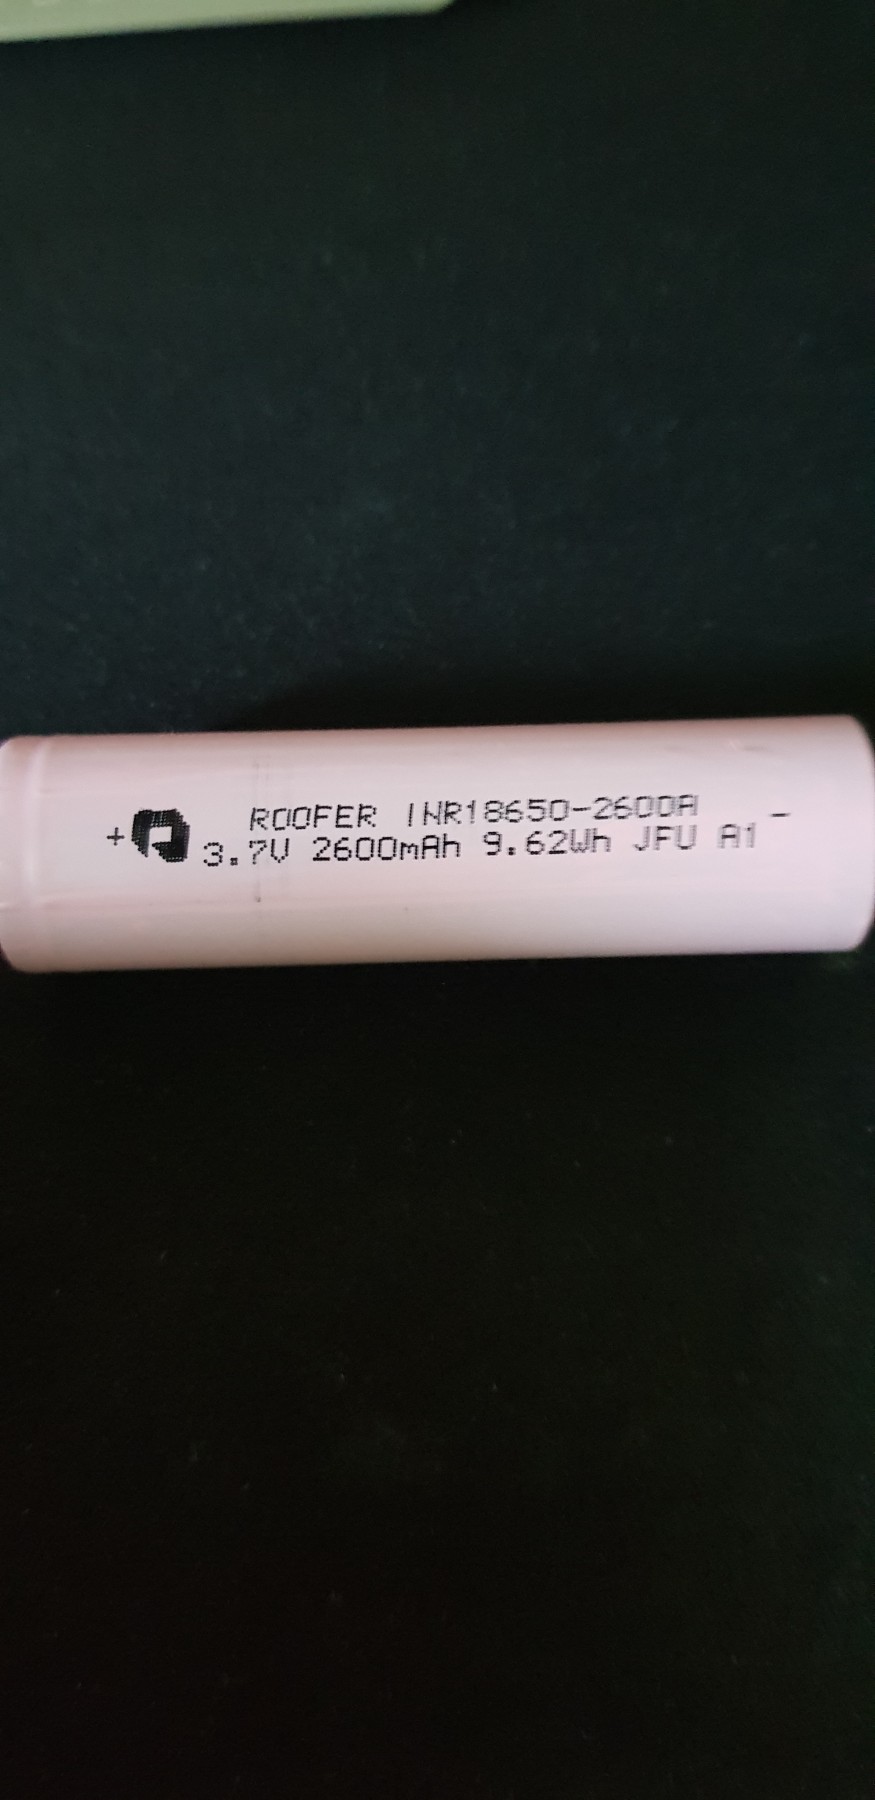 + ROOFER INR18650-2600A -
3.7V 2600mAh 9.62Wh JFU A1